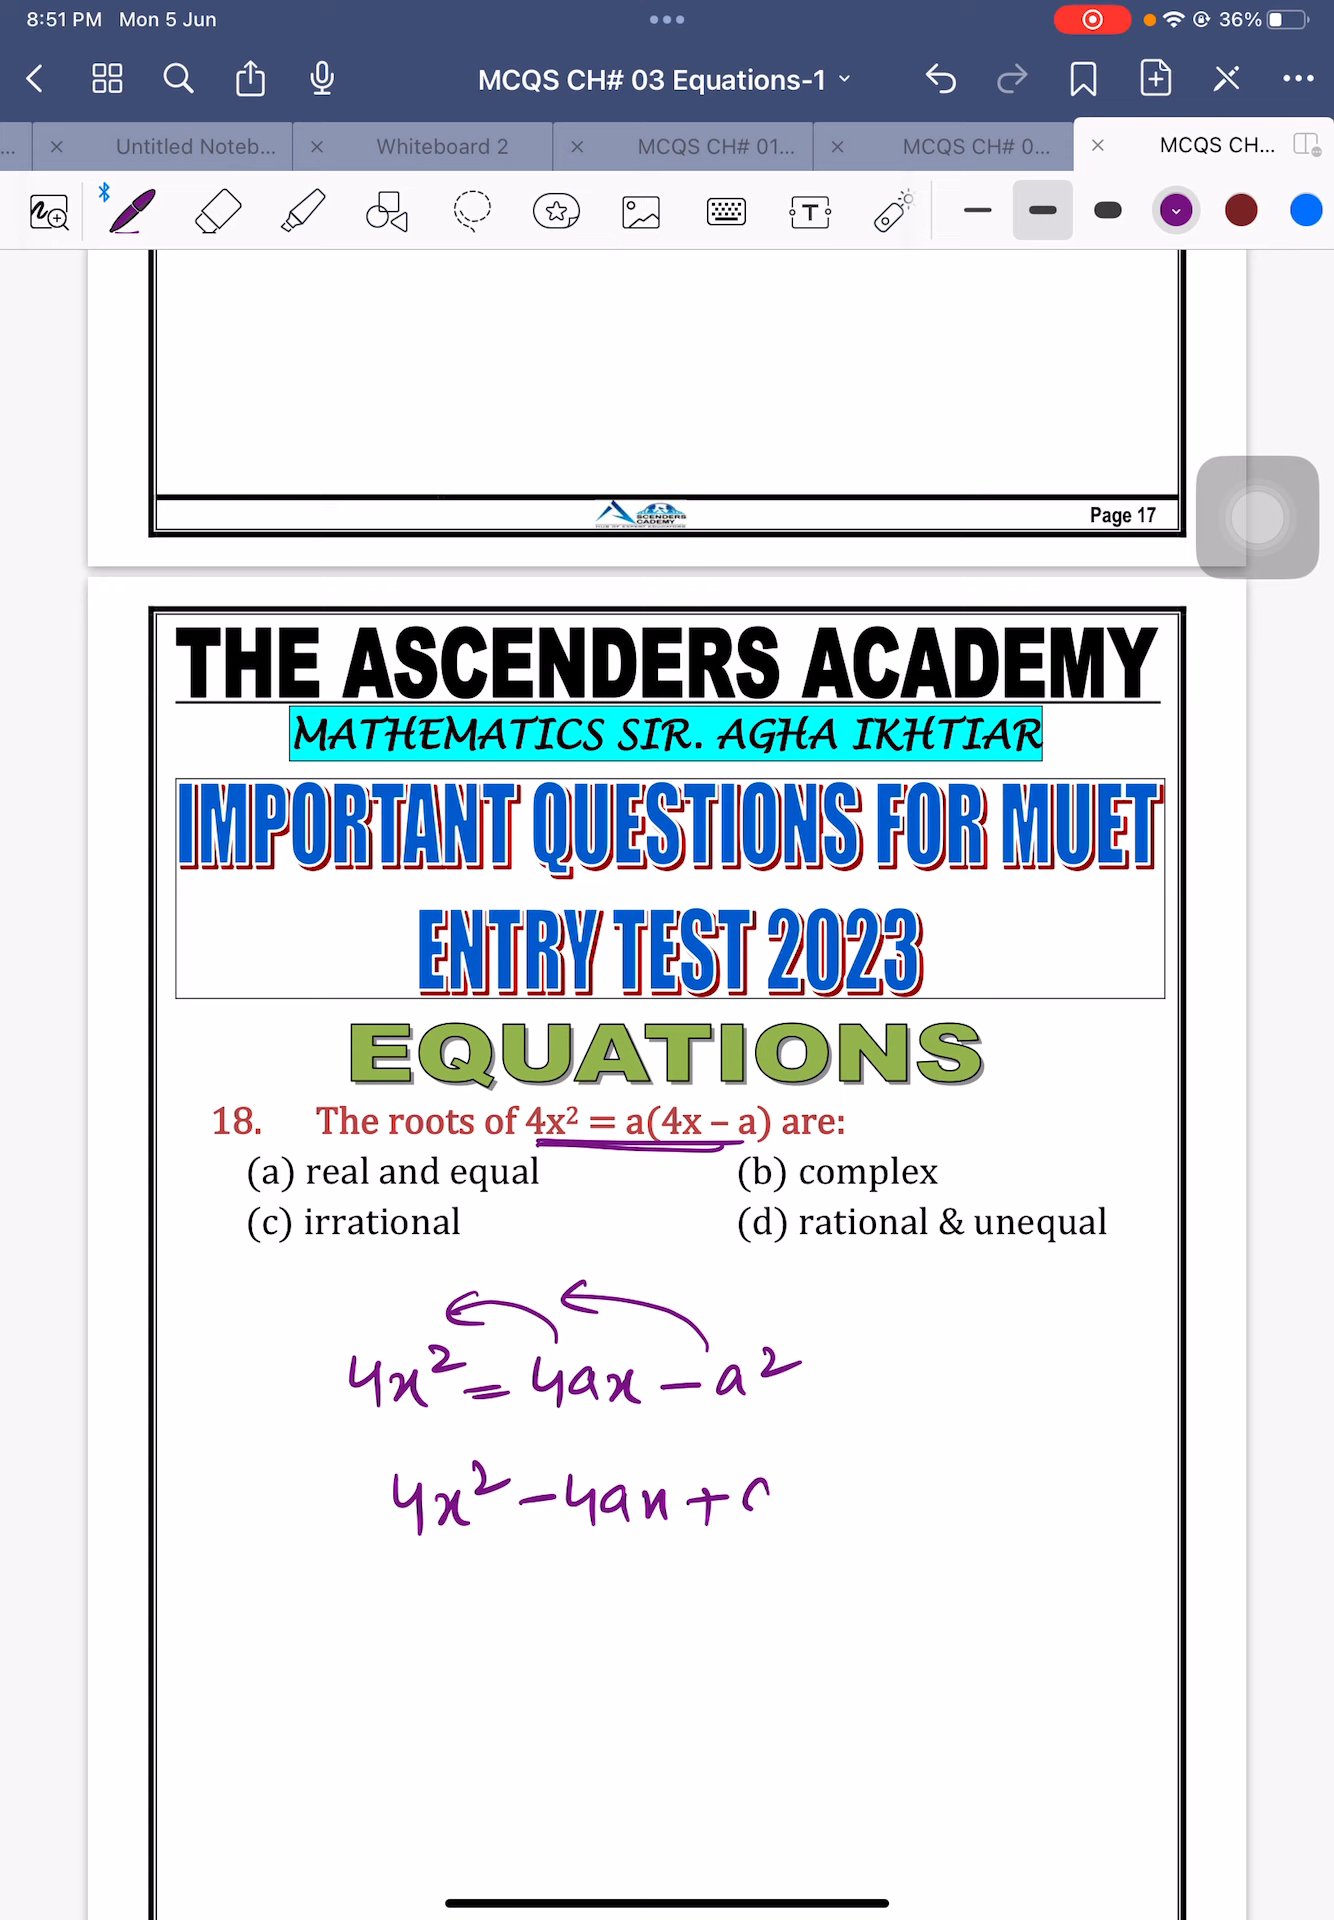 8:51 PM Mon 5 Jun
36%
MCQS CH# 03 Equations-1
... Untitled Noteb... Whiteboard 2 MCQS CH# 01... MCQS CH# 0... MCQS CH...
T
SCENDERS
CADEMY
Page 17
THE ASCENDERS ACADEMY
MATHEMATICS SIR. AGHA IKHTIAR
IMPORTANT QUESTIONS FOR MUET
ENTRY TEST 2023
EQUATIONS
18. The roots of 4x² = a(4x – a) are:
(a) real and equal (b) complex
(c) irrational (d) rational & unequal
4x² = 4ax - a²
4x² - 4ax +